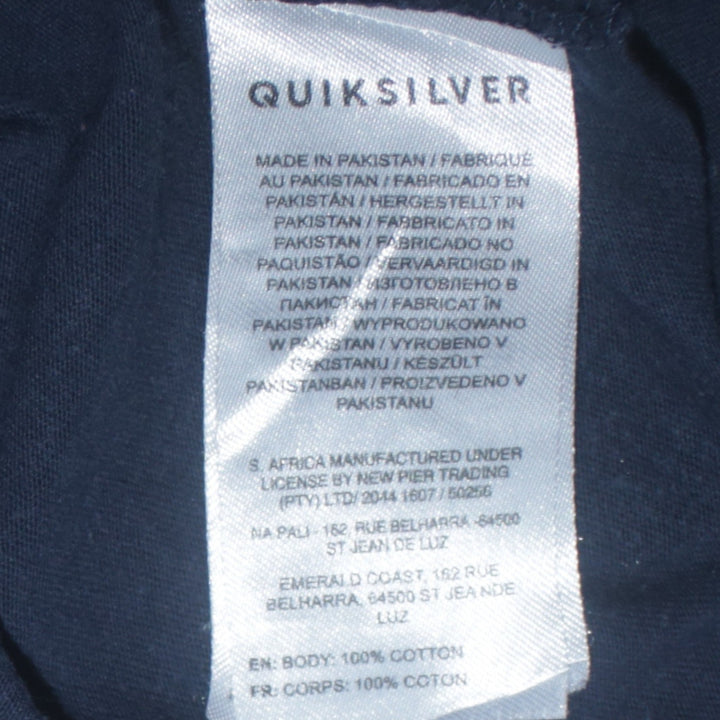 QUIKSILVER
MADE IN PAKISTAN / FABRIQUÉ
AU PAKISTAN / FABRICADO EN
PAKISTÁN / HERGESTELLT IN
PAKISTAN / FABBRICATO IN
PAKISTAN / FABRICADO NO
PAQUISTÃO / VERVAARDIGD IN
PAKISTAN / ИЗГОТОВЛЕНО В
ПАКИСТАН / FABRICAT ÎN
PAKISTAN / WYPRODUKOWANO
W PAKISTAN / VYROBENO V
PAKISTANU / KÉSZÜLT
PAKISTANBAN / PROIZVEDENO V
PAKISTANU
S. AFRICA MANUFACTURED UNDER
LICENSE BY NEW PIER TRADING
(PTY) LTD/ 2044 1607 / 50256
NA PALI - 162, RUE BELHARRA -64500
ST JEAN DE LUZ
EMERALD COAST, 162 RUE
BELHARRA, 64500 ST JEA NDE
LUZ
EN: BODY: 100% COTTON
FR: CORPS: 100% COTON